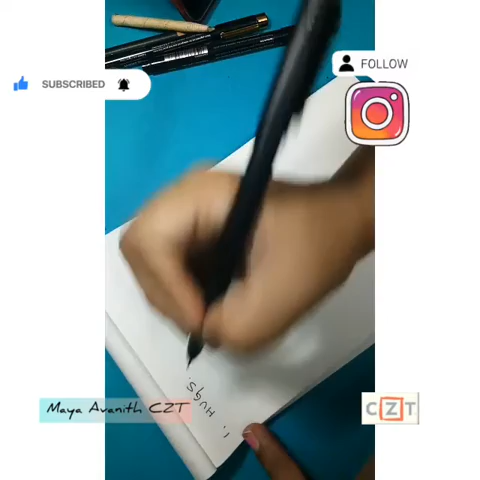 SUBSCRIBED
FOLLOW
1. HUgS.
Maya Avanith CZT
CZT